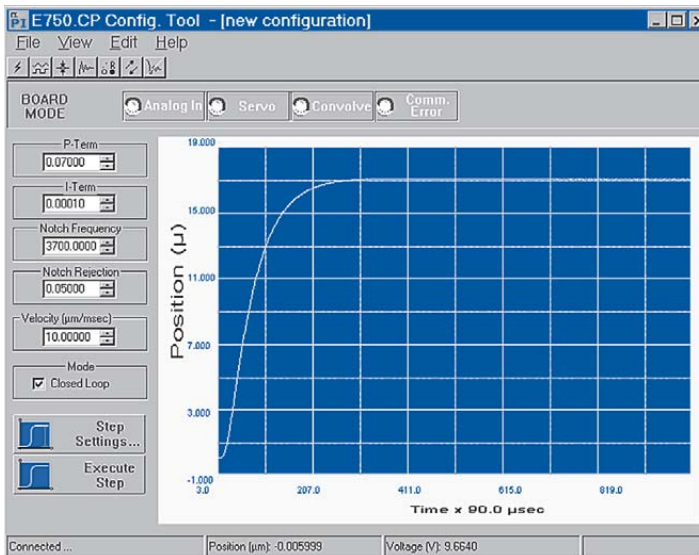 PI E750.CP Config. Tool - [new configuration]
File View Edit Help
BOARD MODE
Analog In Servo Convolve Comm. Error
P-Term
0.07000
I-Term
0.00010
Notch Frequency
3700.0000
Notch Rejection
0.05000
Velocity (µm/msec)
10.00000
Mode
Closed Loop
Step Settings...
Execute Step
Position (µ)
19.000
15.000
11.000
7.000
3.000
-1.000
3.0 207.0 411.0 615.0 819.0
Time x 90.0 µsec
Connected ... Position (µm): -0.005999 Voltage (V): 9.6640